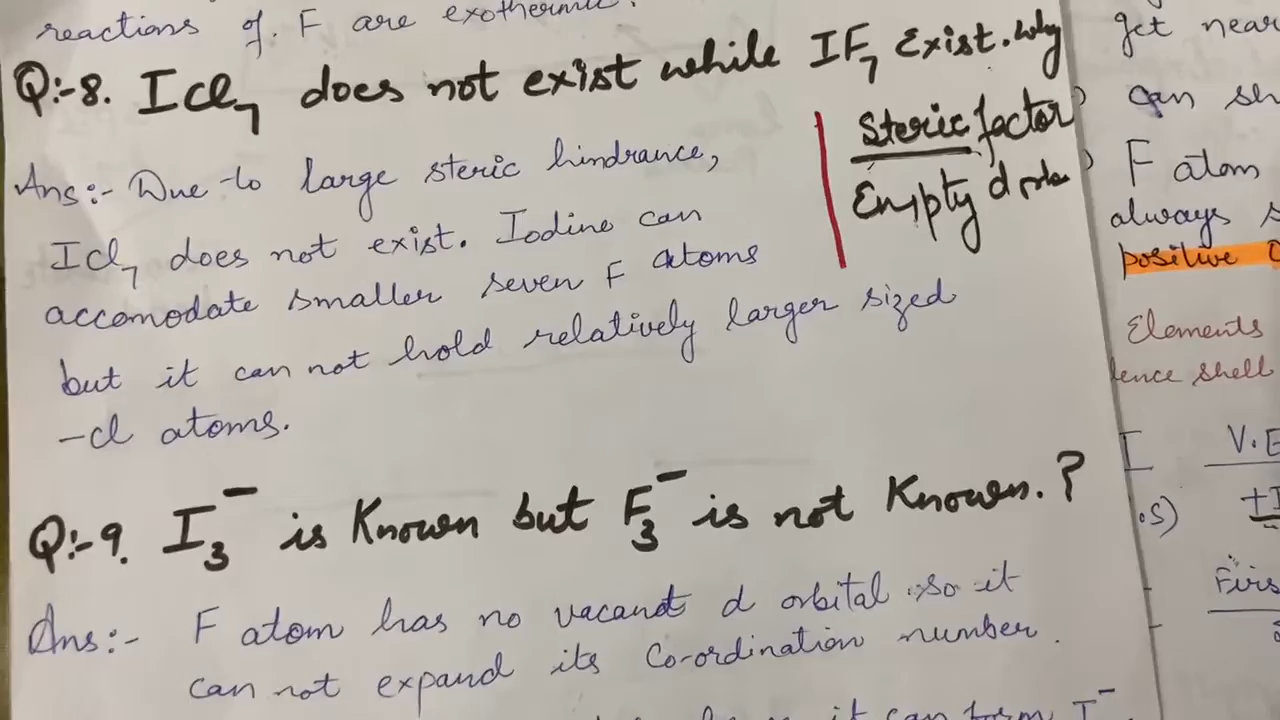 reactions of F are exothermic.
Q:-8. ICl7 does not exist while IF7 Exist. why
Steric factor
Empty d
Ans:- Due to large steric hindrance,
ICl7 does not exist. Iodine can
accomodate smaller seven F atoms
but it can not hold relatively larger sized
-Cl atoms.
Q:-9. I3⁻ is Known but F3⁻ is not Known.?
Ans:- F atom has no vacant d orbital so it
can not expand its Co-ordination number.
it can form I⁻
get near
can sh
F atom
always s
positive O
Elements
lence shell
I V.E
.s) +I
Firs